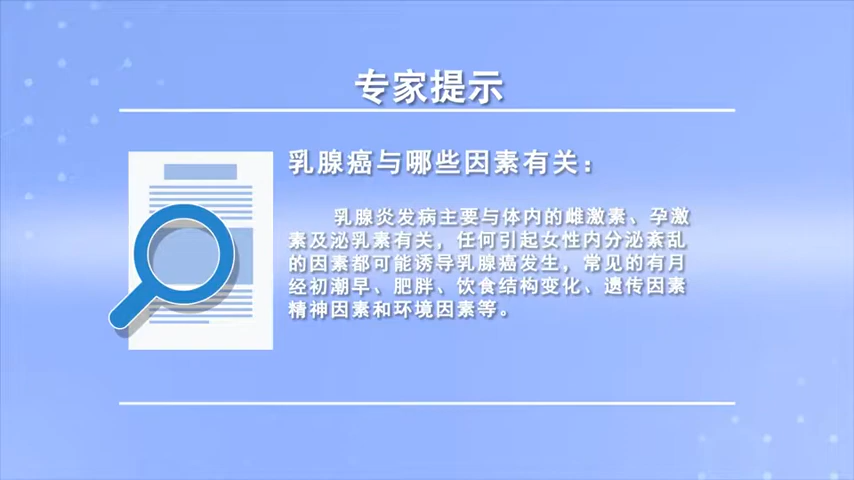 专家提示
乳腺癌与哪些因素有关：
乳腺炎发病主要与体内的雌激素、孕激
素及泌乳素有关，任何引起女性内分泌紊乱
的因素都可能诱导乳腺癌发生，常见的有月
经初潮早、肥胖、饮食结构变化、遗传因素
精神因素和环境因素等。